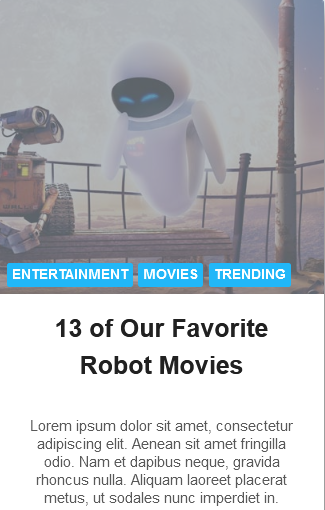 ENTERTAINMENT MOVIES TRENDING
13 of Our Favorite
Robot Movies
Lorem ipsum dolor sit amet, consectetur
adipiscing elit. Aenean sit amet fringilla
odio. Nam et dapibus neque, gravida
rhoncus nulla. Aliquam laoreet placerat
metus, ut sodales nunc imperdiet in.